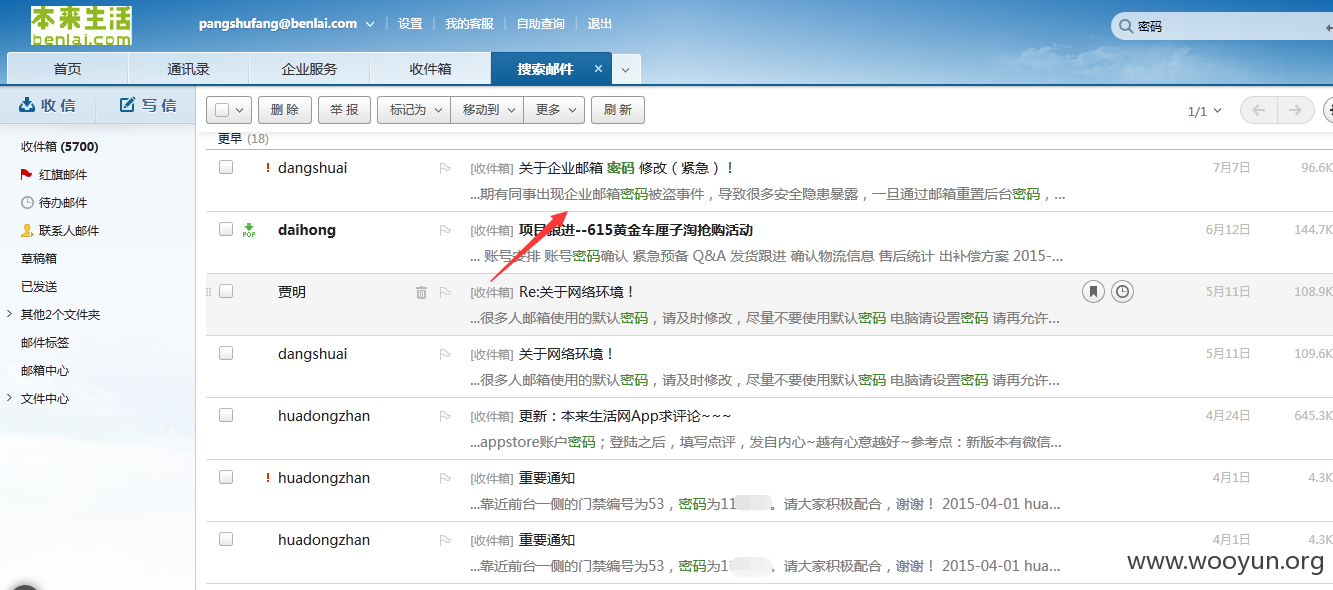 本来生活
benlai.com
pangshufang@benlai.com 设置 我的客服 自助查询 退出
密码
首页 通讯录 企业服务 收件箱 搜索邮件
收信 写信
删除 举报 标记为 移动到 更多 刷新 1/1
收件箱 (5700)
红旗邮件
待办邮件
联系人邮件
草稿箱
已发送
其他2个文件夹
邮件标签
邮箱中心
文件中心
更早 (18)
! dangshuai [收件箱] 关于企业邮箱 密码 修改（紧急）！ 7月7日 96.6K
...期有同事出现企业邮箱密码被盗事件，导致很多安全隐患暴露，一旦通过邮箱重置后台密码，...
POP daihong [收件箱] 项目跟进--615黄金车厘子淘抢购活动 6月12日 144.7K
... 账号安排 账号密码确认 紧急预备 Q&A 发货跟进 确认物流信息 售后统计 出补偿方案 2015-...
贾明 [收件箱] Re:关于网络环境！ 5月11日 108.9K
...很多人邮箱使用的默认密码，请及时修改，尽量不要使用默认密码 电脑请设置密码 请再允许...
dangshuai [收件箱] 关于网络环境！ 5月11日 109.6K
...很多人邮箱使用的默认密码，请及时修改，尽量不要使用默认密码 电脑请设置密码 请再允许...
huadongzhan [收件箱] 更新：本来生活网App求评论~~~ 4月24日 645.3K
...appstore账户密码；登陆之后，填写点评，发自内心~越有心意越好~参考点：新版本有微信...
! huadongzhan [收件箱] 重要通知 4月1日 4.3K
...靠近前台一侧的门禁编号为53，密码为11 。请大家积极配合，谢谢！ 2015-04-01 hua...
huadongzhan [收件箱] 重要通知 4月1日 4.3K
...靠近前台一侧的门禁编号为53，密码为1 。请大家积极配合，谢谢！ 2015-04-01 hua...
www.wooyun.org